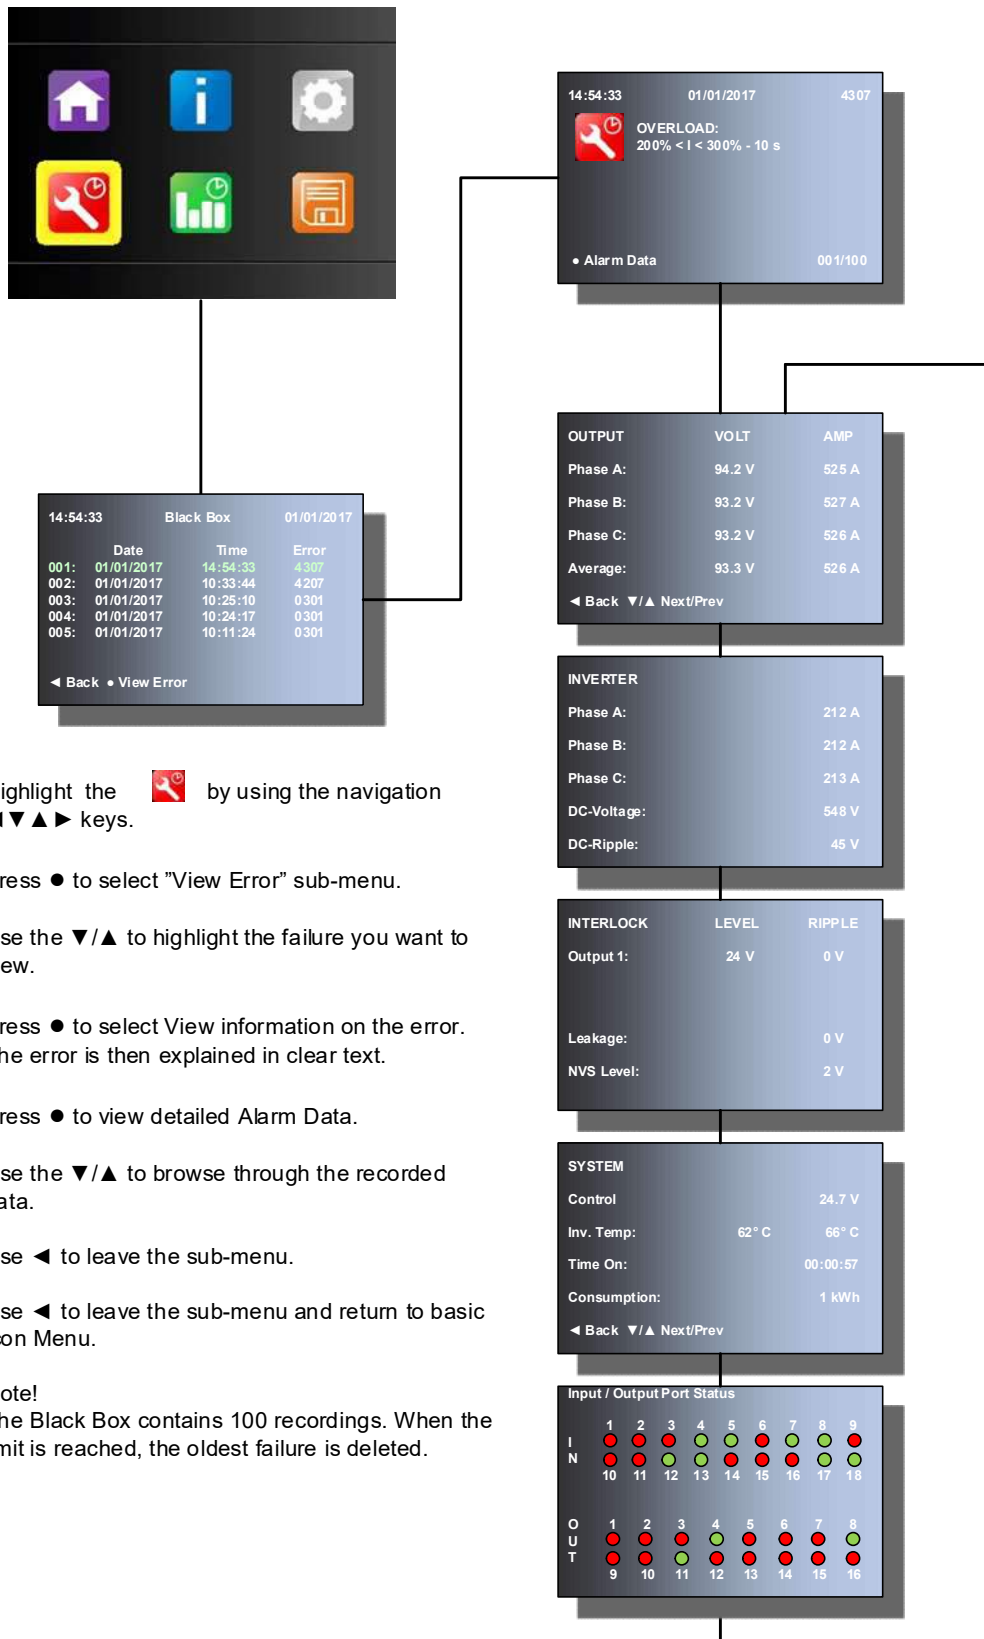 14:54:33 01/01/2017 4307
OVERLOAD:
200% < I < 300% - 10 s
● Alarm Data 001/100
OUTPUT VOLT AMP
Phase A: 94.2 V 525 A
Phase B: 93.2 V 527 A
Phase C: 93.2 V 526 A
Average: 93.3 V 526 A
◄ Back ▼/▲ Next/Prev
14:54:33 Black Box 01/01/2017
Date Time Error
001: 01/01/2017 14:54:33 4307
002: 01/01/2017 10:33:44 4207
003: 01/01/2017 10:25:10 0301
004: 01/01/2017 10:24:17 0301
005: 01/01/2017 10:11:24 0301
◄ Back ● View Error
INVERTER
Phase A: 212 A
Phase B: 212 A
Phase C: 213 A
DC-Voltage: 548 V
DC-Ripple: 45 V
ighlight the by using the navigation
◄▼▲► keys.
ress ● to select ”View Error” sub-menu.
se the ▼/▲ to highlight the failure you want to
ew.
ress ● to select View information on the error.
he error is then explained in clear text.
ress ● to view detailed Alarm Data.
se the ▼/▲ to browse through the recorded
ata.
se ◄ to leave the sub-menu.
se ◄ to leave the sub-menu and return to basic
con Menu.
ote!
he Black Box contains 100 recordings. When the
mit is reached, the oldest failure is deleted.
INTERLOCK LEVEL RIPPLE
Output 1: 24 V 0 V
Leakage: 0 V
NVS Level: 2 V
SYSTEM
Control 24.7 V
Inv. Temp: 62° C 66° C
Time On: 00:00:57
Consumption: 1 kWh
◄ Back ▼/▲ Next/Prev
Input / Output Port Status
1 2 3 4 5 6 7 8 9
IN
10 11 12 13 14 15 16 17 18
1 2 3 4 5 6 7 8
OUT
9 10 11 12 13 14 15 16